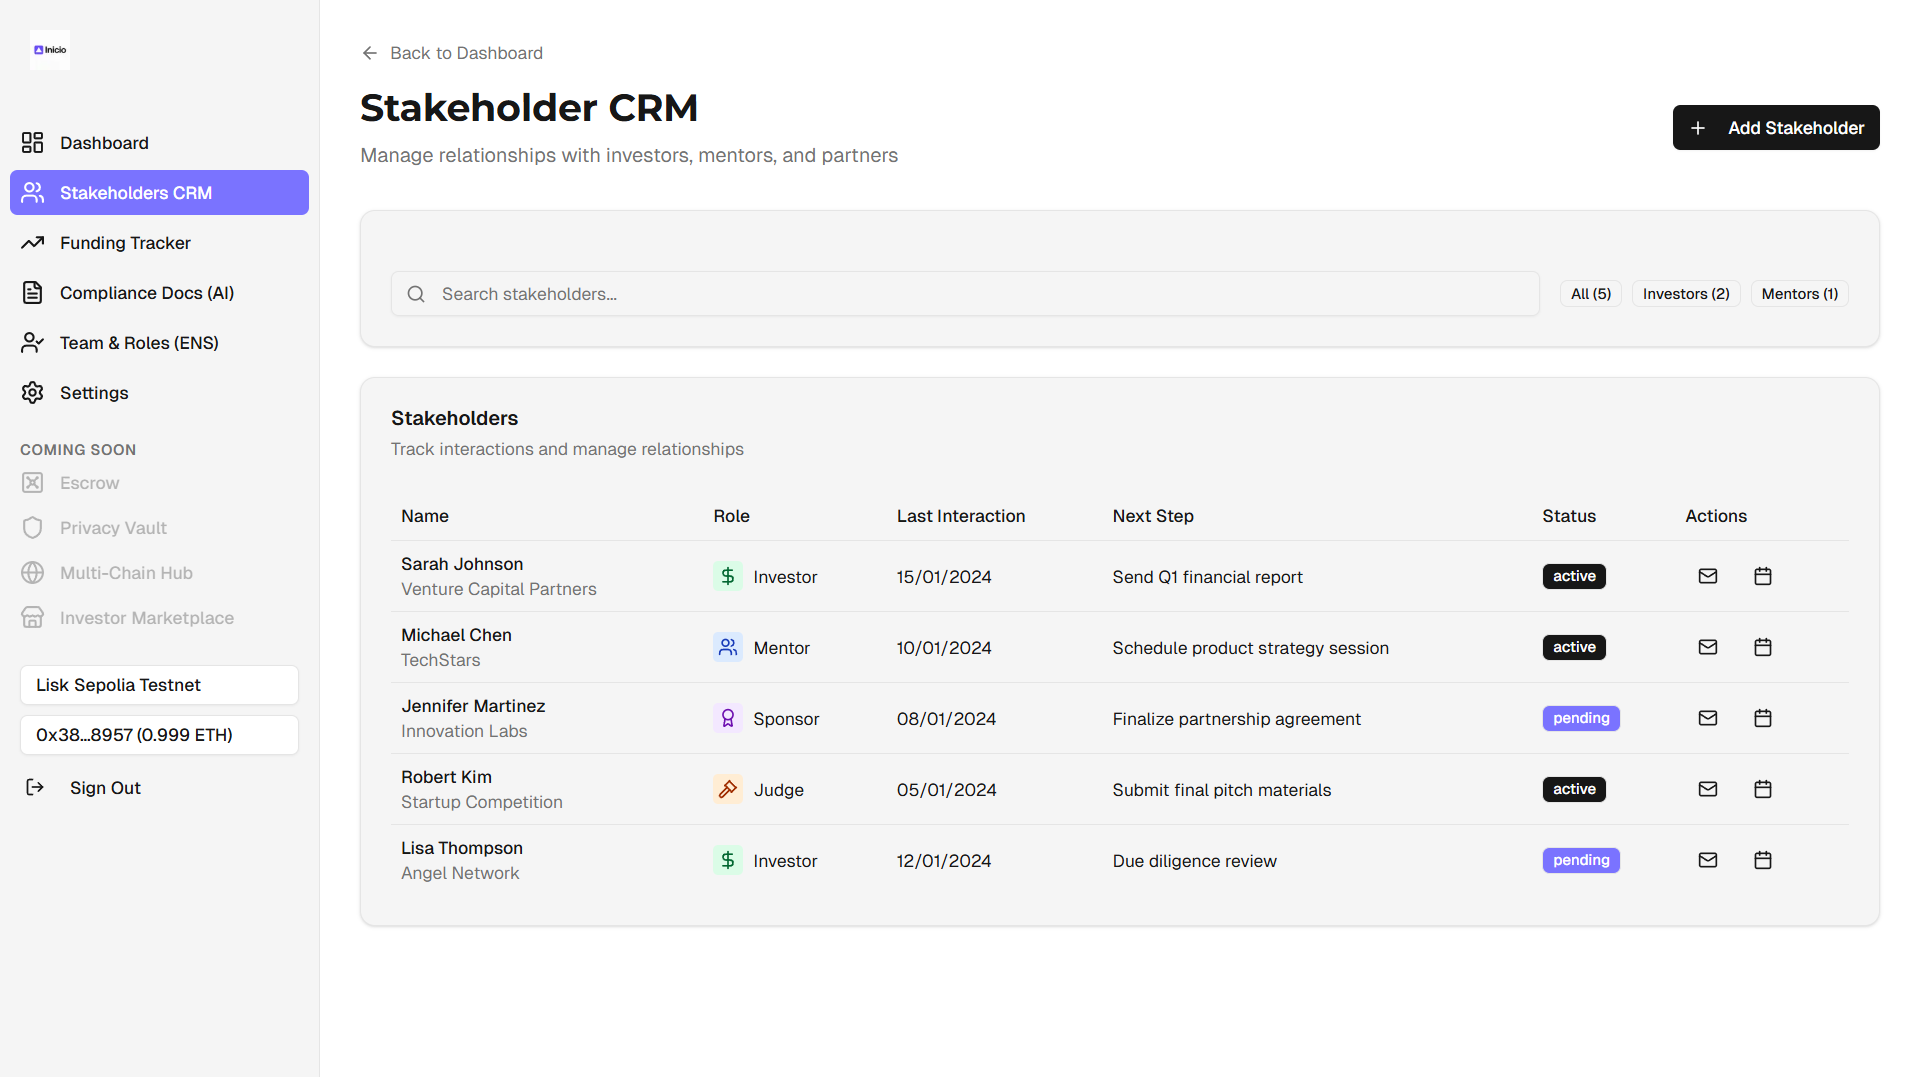 Inicio
Dashboard
Stakeholders CRM
Funding Tracker
Compliance Docs (AI)
Team & Roles (ENS)
Settings
COMING SOON
Escrow
Privacy Vault
Multi-Chain Hub
Investor Marketplace
Lisk Sepolia Testnet
0x38...8957 (0.999 ETH)
Sign Out
Back to Dashboard
Stakeholder CRM
Manage relationships with investors, mentors, and partners
Add Stakeholder
Search stakeholders...
All (5) Investors (2) Mentors (1)
Stakeholders
Track interactions and manage relationships
Name Role Last Interaction Next Step Status Actions
Sarah Johnson
Venture Capital Partners
Investor 15/01/2024 Send Q1 financial report active
Michael Chen
TechStars
Mentor 10/01/2024 Schedule product strategy session active
Jennifer Martinez
Innovation Labs
Sponsor 08/01/2024 Finalize partnership agreement pending
Robert Kim
Startup Competition
Judge 05/01/2024 Submit final pitch materials active
Lisa Thompson
Angel Network
Investor 12/01/2024 Due diligence review pending